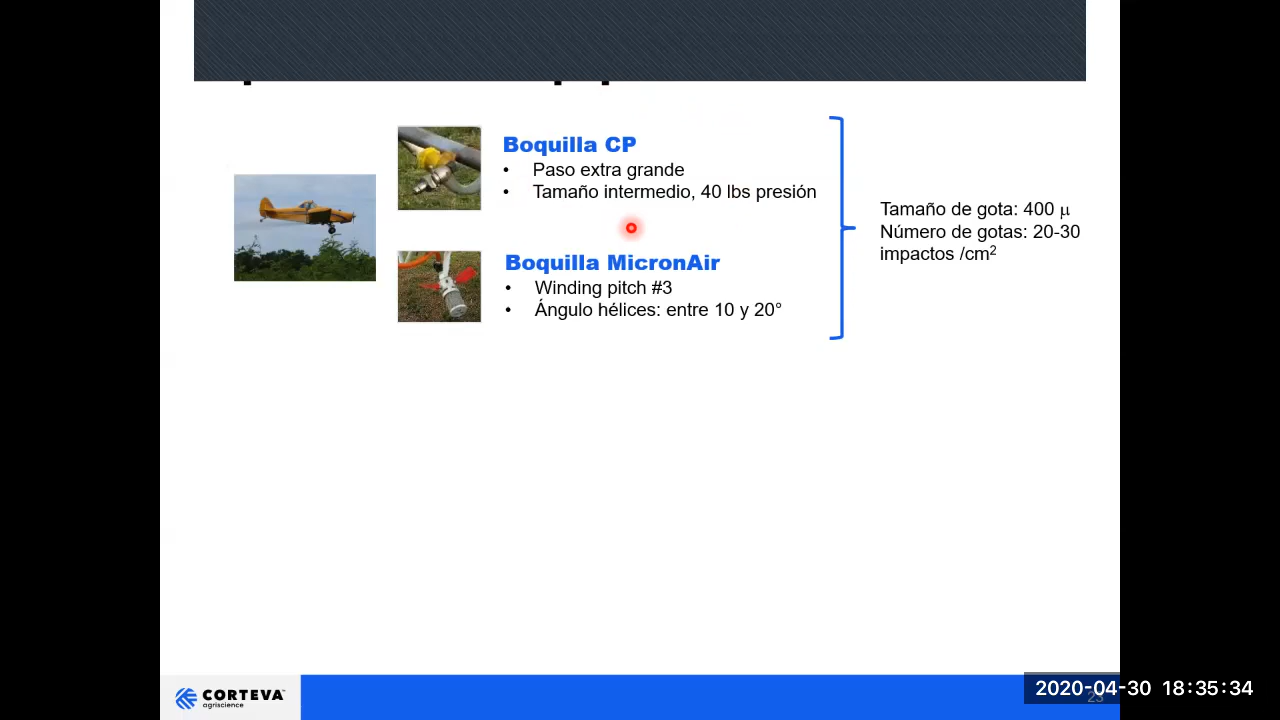 Boquilla CP
• Paso extra grande
• Tamaño intermedio, 40 lbs presión
Boquilla MicronAir
• Winding pitch #3
• Ángulo hélices: entre 10 y 20°
Tamaño de gota: 400 µ
Número de gotas: 20-30
impactos /cm²
CORTEVA™
agriscience
2020-04-30 18:35:34